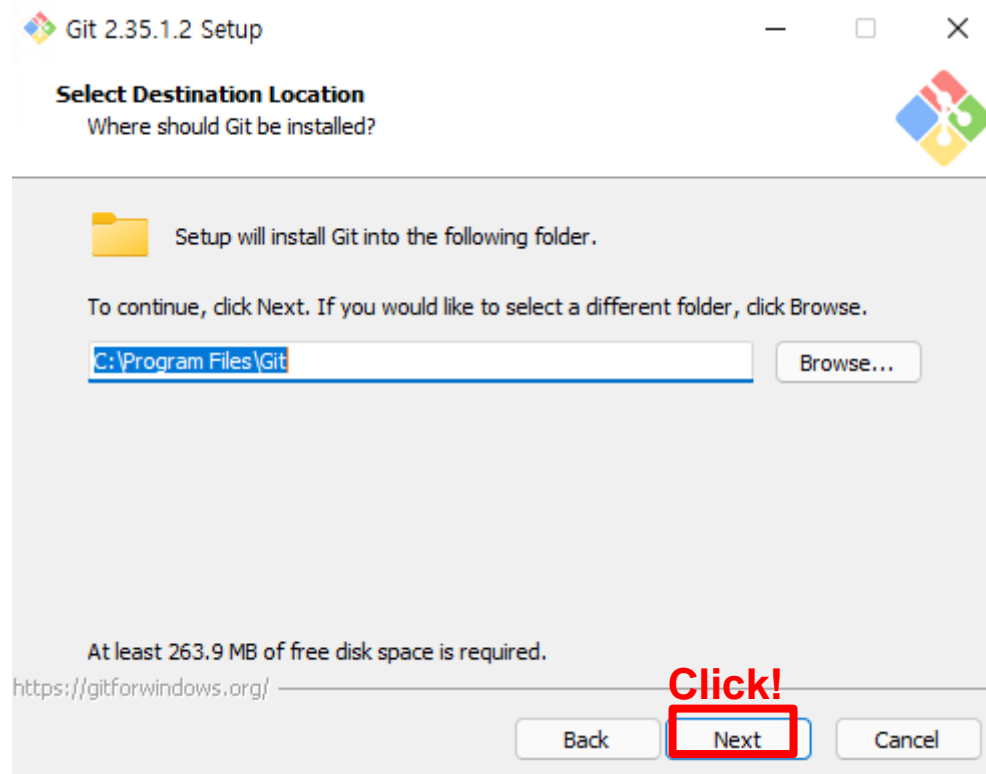 Git 2.35.1.2 Setup
Select Destination Location
Where should Git be installed?
Setup will install Git into the following folder.
To continue, click Next. If you would like to select a different folder, click Browse.
C:\Program Files\Git
Browse...
At least 263.9 MB of free disk space is required.
https://gitforwindows.org/
Click!
Back Next Cancel